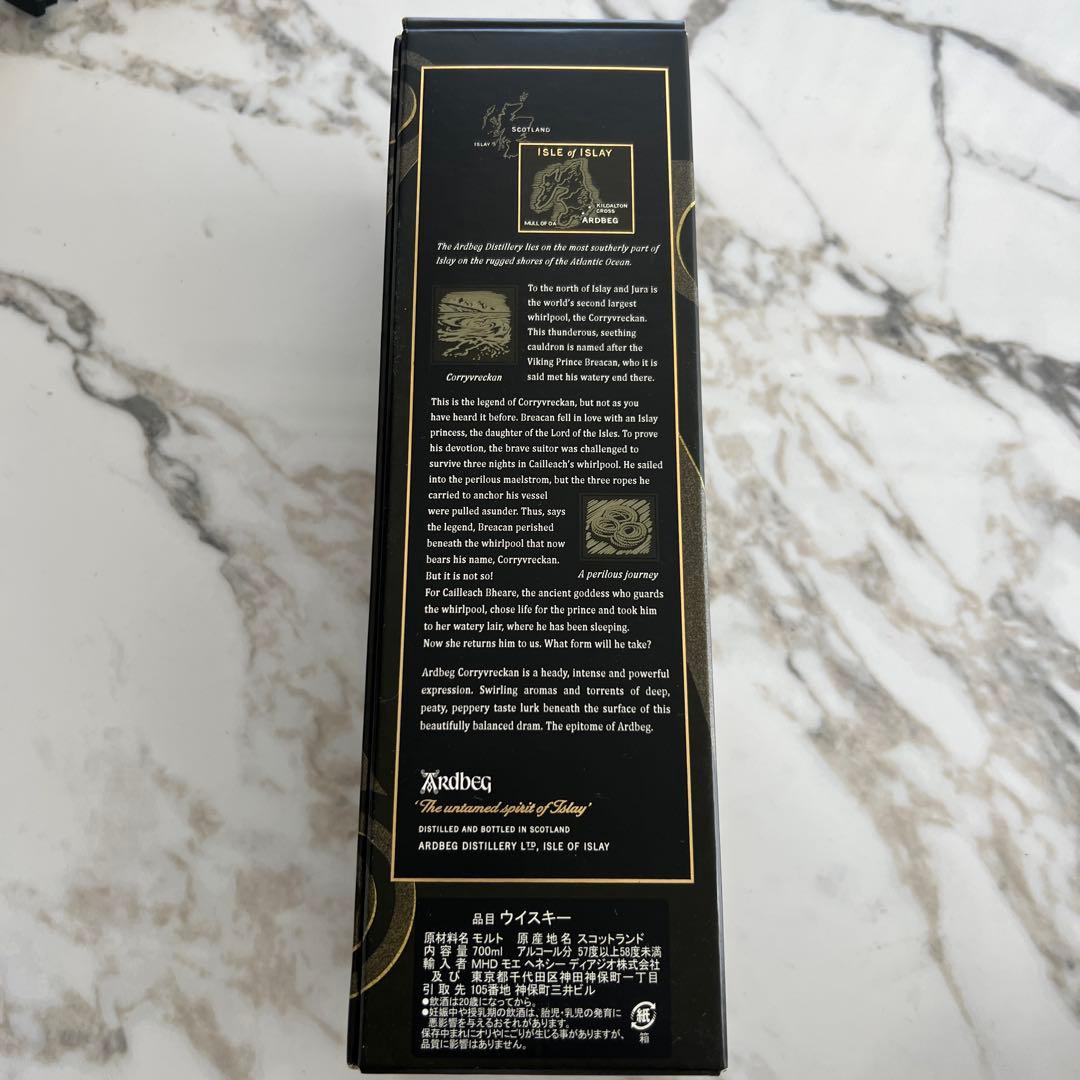 SCOTLAND
ISLAY
ISLE of ISLAY
KILDALTON
CROSS
MULL OF OA
ARDBEG
The Ardbeg Distillery lies on the most southerly part of
Islay on the rugged shores of the Atlantic Ocean.
To the north of Islay and Jura is
the world's second largest
whirlpool, the Corryvreckan.
This thunderous, seething
cauldron is named after the
Viking Prince Breacan, who it is
said met his watery end there.
Corryvreckan
This is the legend of Corryvreckan, but not as you
have heard it before. Breacan fell in love with an Islay
princess, the daughter of the Lord of the Isles. To prove
his devotion, the brave suitor was challenged to
survive three nights in Cailleach's whirlpool. He sailed
into the perilous maelstrom, but the three ropes he
carried to anchor his vessel
were pulled asunder. Thus, says
the legend, Breacan perished
beneath the whirlpool that now
bears his name, Corryvreckan.
But it is not so!
A perilous journey
For Cailleach Bheare, the ancient goddess who guards
the whirlpool, chose life for the prince and took him
to her watery lair, where he has been sleeping.
Now she returns him to us. What form will he take?
Ardbeg Corryvreckan is a heady, intense and powerful
expression. Swirling aromas and torrents of deep,
peaty, peppery taste lurk beneath the surface of this
beautifully balanced dram. The epitome of Ardbeg.
ARdbeG
'The untamed spirit of Islay'
DISTILLED AND BOTTLED IN SCOTLAND
ARDBEG DISTILLERY LTD, ISLE OF ISLAY
品目 ウイスキー
原材料名 モルト 原産地名 スコットランド
内容量 700ml アルコール分 57度以上58度未満
輸入者 MHD モエ ヘネシー ディアジオ株式会社
及び 東京都千代田区神田神保町一丁目
引取先 105番地 神保町三井ビル
●飲酒は20歳になってから。
●妊娠中や授乳期の飲酒は、胎児・乳児の発育に
悪影響を与えるおそれがあります。
保存中まれにオリやにごりが生じる事がありますが、
品質に影響はありません。
紙
箱